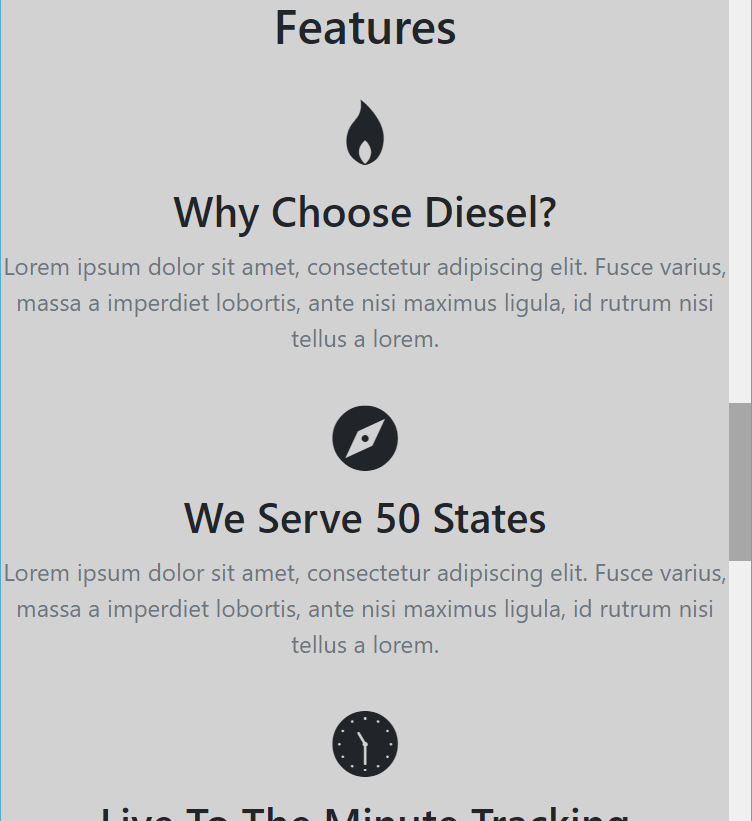 Features
Why Choose Diesel?
Lorem ipsum dolor sit amet, consectetur adipiscing elit. Fusce varius,
massa a imperdiet lobortis, ante nisi maximus ligula, id rutrum nisi
tellus a lorem.
We Serve 50 States
Lorem ipsum dolor sit amet, consectetur adipiscing elit. Fusce varius,
massa a imperdiet lobortis, ante nisi maximus ligula, id rutrum nisi
tellus a lorem.
Live To The Minute Tracking